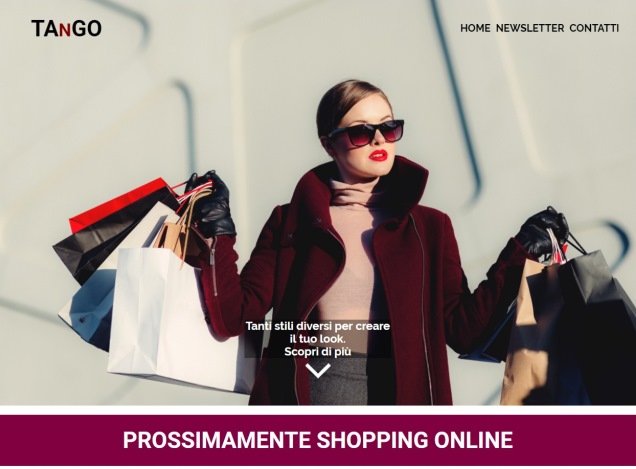 TANGO
HOME NEWSLETTER CONTATTI
Tanti stili diversi per creare
il tuo look.
Scopri di più
PROSSIMAMENTE SHOPPING ONLINE